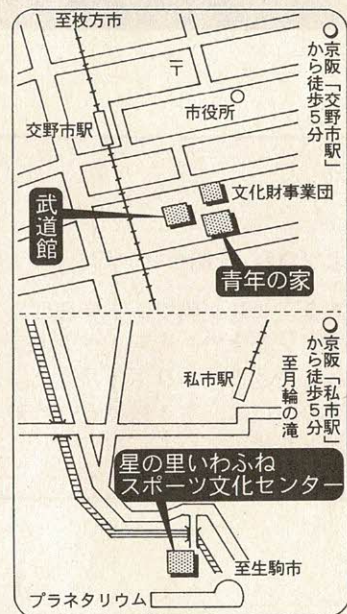 至枚方市
○京阪「交野市駅」
から徒歩5分
〒
市役所
交野市駅
文化財事業団
武道館
青年の家
○京阪「私市駅」
から徒歩5分
至月輪の滝
私市駅
星の里いわふね
スポーツ文化センター
至生駒市
プラネタリウム